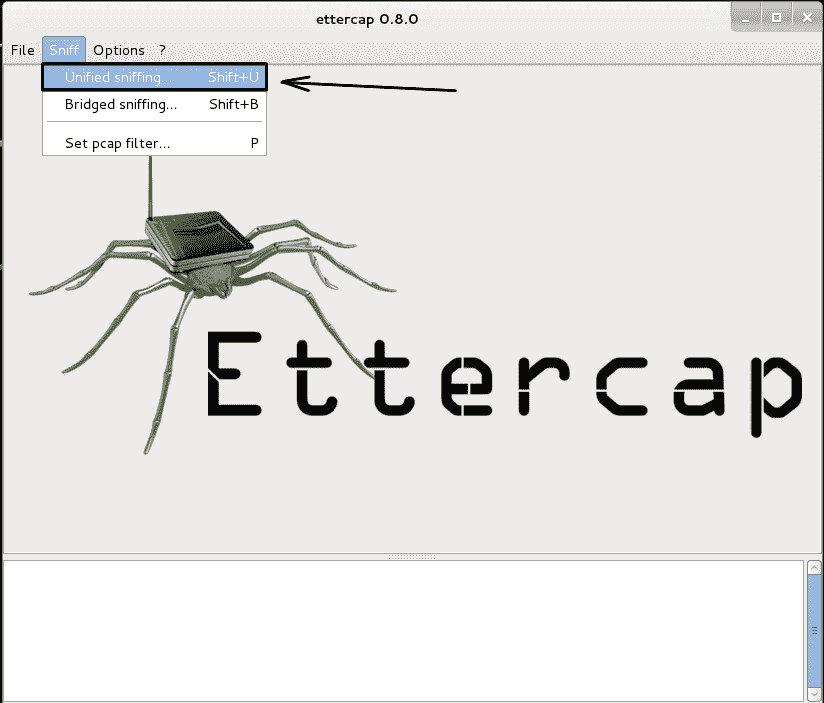 ettercap 0.8.0
File Sniff Options ?
Unified sniffing... Shift+U
Bridged sniffing... Shift+B
Set pcap filter... P
Ettercap